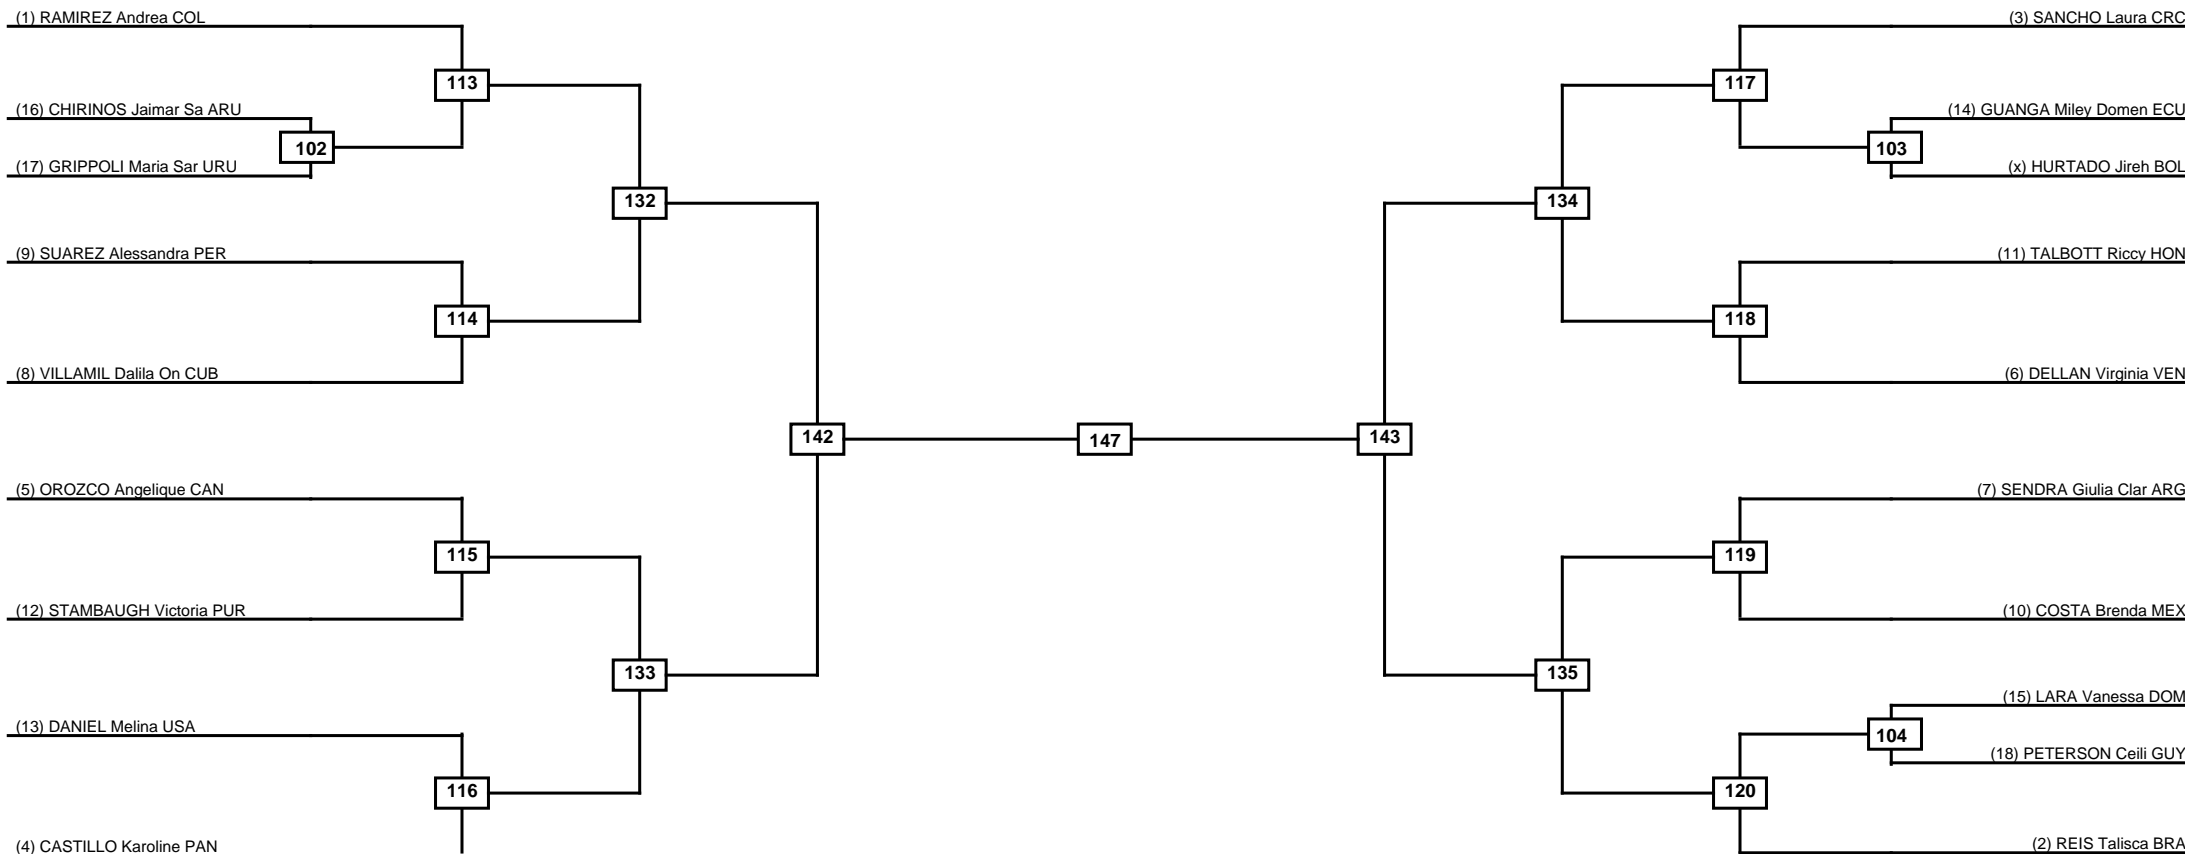 (1) RAMIREZ Andrea COL
(3) SANCHO Laura CRC
113
117
(16) CHIRINOS Jaimar Sa ARU
(14) GUANGA Miley Domen ECU
102
103
(17) GRIPPOLI Maria Sar URU
(x) HURTADO Jireh BOL
132
134
(9) SUAREZ Alessandra PER
(11) TALBOTT Riccy HON
114
118
(8) VILLAMIL Dalila On CUB
(6) DELLAN Virginia VEN
142
147
143
(5) OROZCO Angelique CAN
(7) SENDRA Giulia Clar ARG
115
119
(12) STAMBAUGH Victoria PUR
(10) COSTA Brenda MEX
133
135
(15) LARA Vanessa DOM
(13) DANIEL Melina USA
104
(18) PETERSON Ceili GUY
116
120
(4) CASTILLO Karoline PAN
(2) REIS Talisca BRA